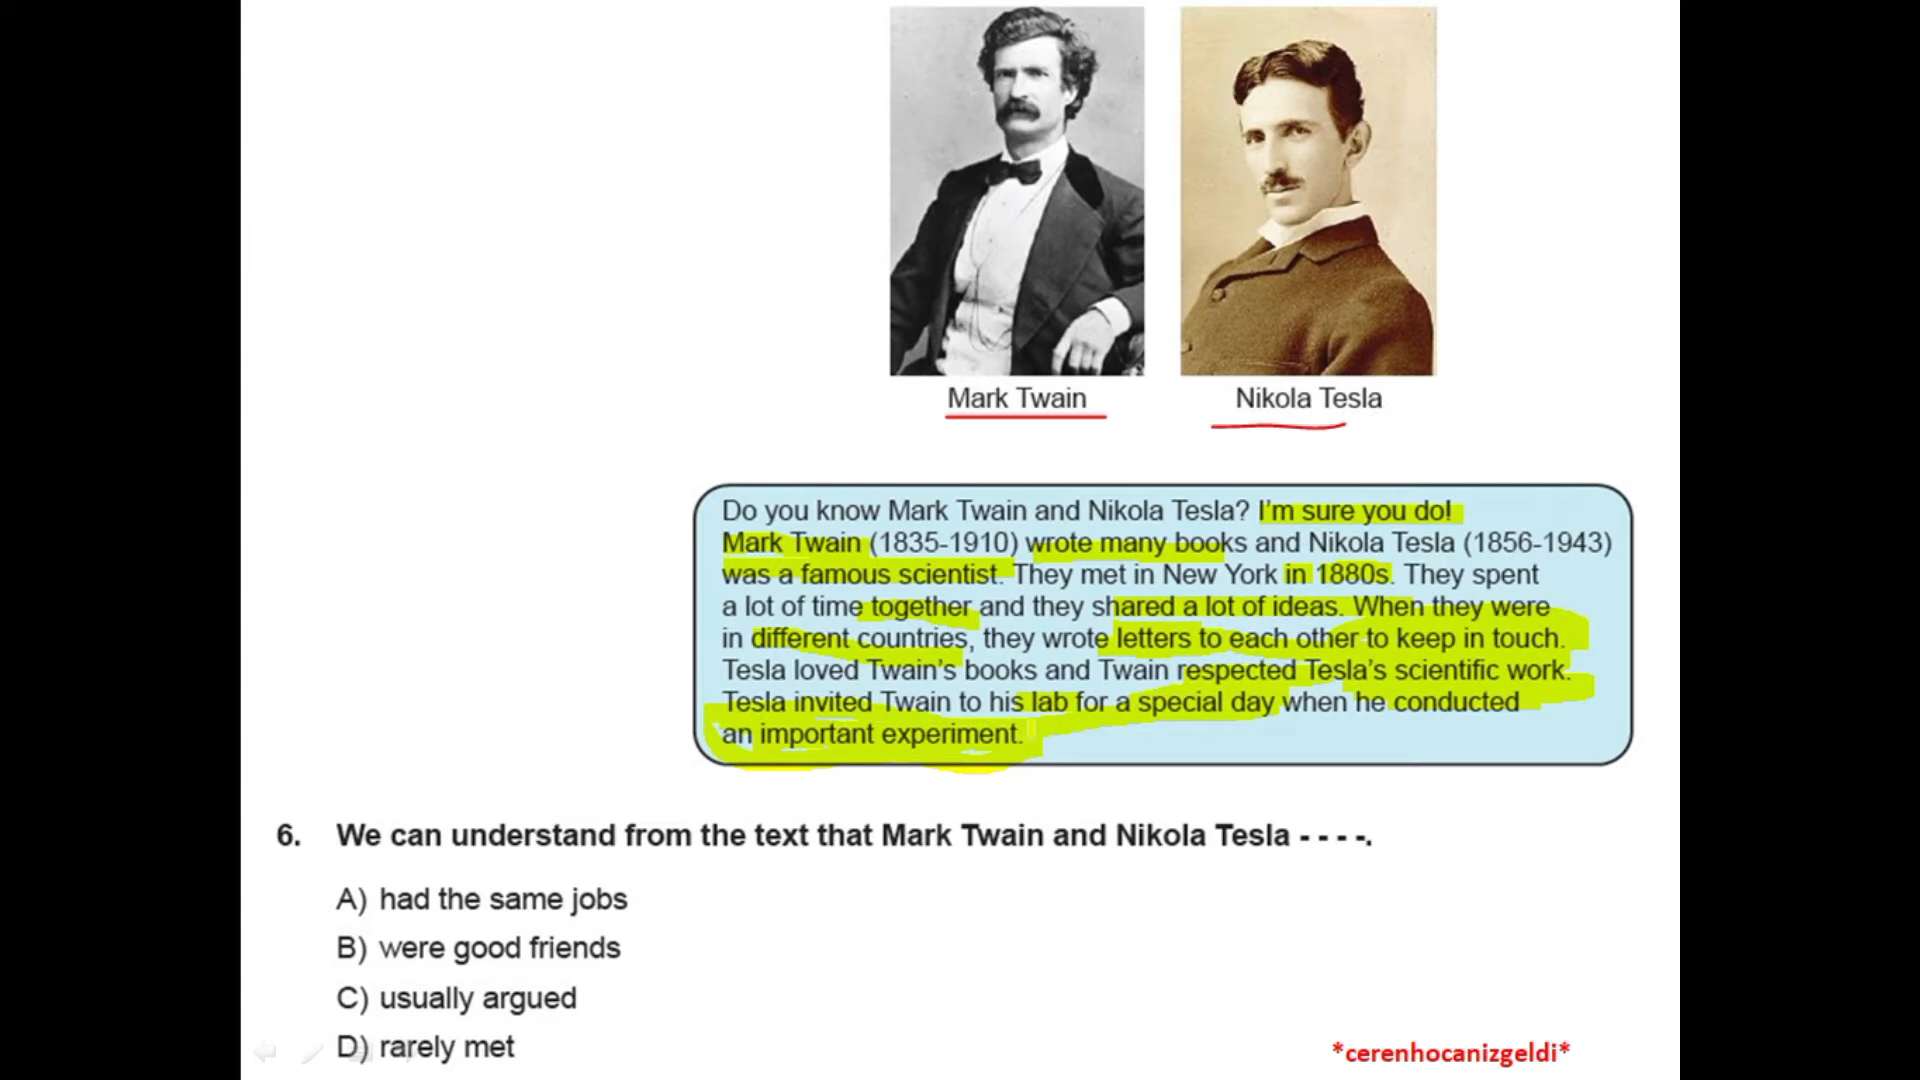 Mark Twain
Nikola Tesla
Do you know Mark Twain and Nikola Tesla? I'm sure you do!
Mark Twain (1835-1910) wrote many books and Nikola Tesla (1856-1943)
was a famous scientist. They met in New York in 1880s. They spent
a lot of time together and they shared a lot of ideas. When they were
in different countries, they wrote letters to each other to keep in touch.
Tesla loved Twain's books and Twain respected Tesla's scientific work.
Tesla invited Twain to his lab for a special day when he conducted
an important experiment.
6. We can understand from the text that Mark Twain and Nikola Tesla - - - -.
A) had the same jobs
B) were good friends
C) usually argued
D) rarely met
*cerenhocanizgeldi*